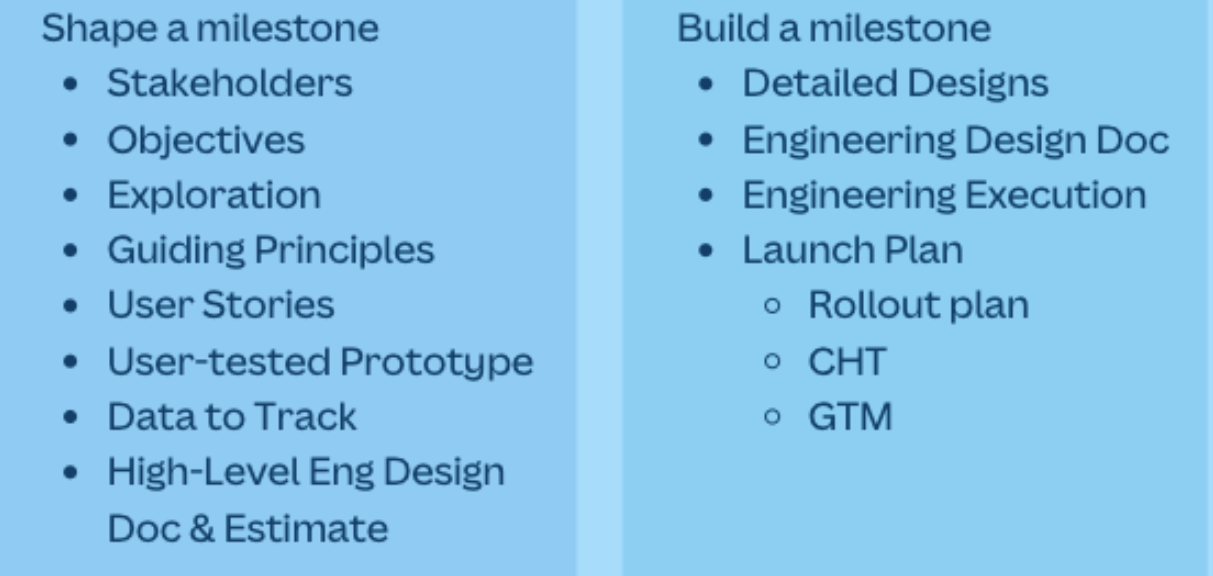 Shape a milestone
• Stakeholders
• Objectives
• Exploration
• Guiding Principles
• User Stories
• User-tested Prototype
• Data to Track
• High-Level Eng Design
Doc & Estimate
Build a milestone
• Detailed Designs
• Engineering Design Doc
• Engineering Execution
• Launch Plan
◦ Rollout plan
◦ CHT
◦ GTM